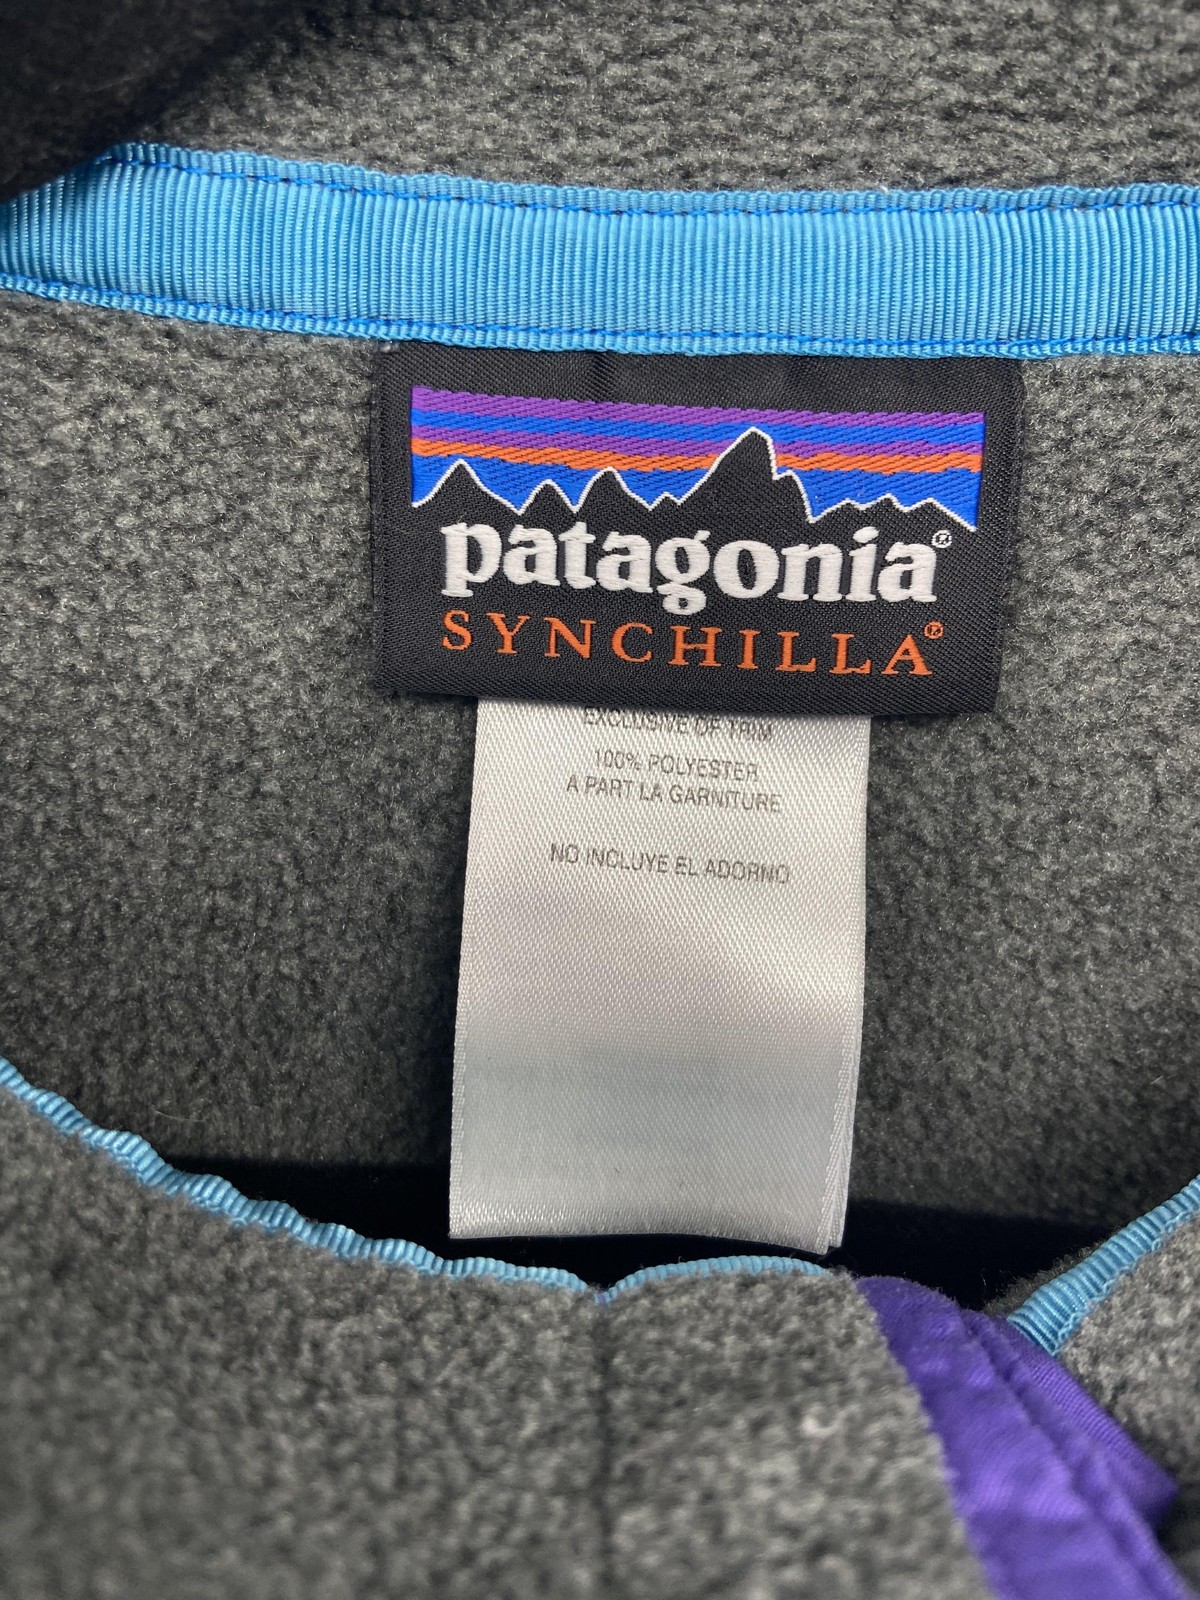 patagonia®
SYNCHILLA®
EXCLUSIVE OF TRIM
100% POLYESTER
A PART LA GARNITURE
NO INCLUYE EL ADORNO